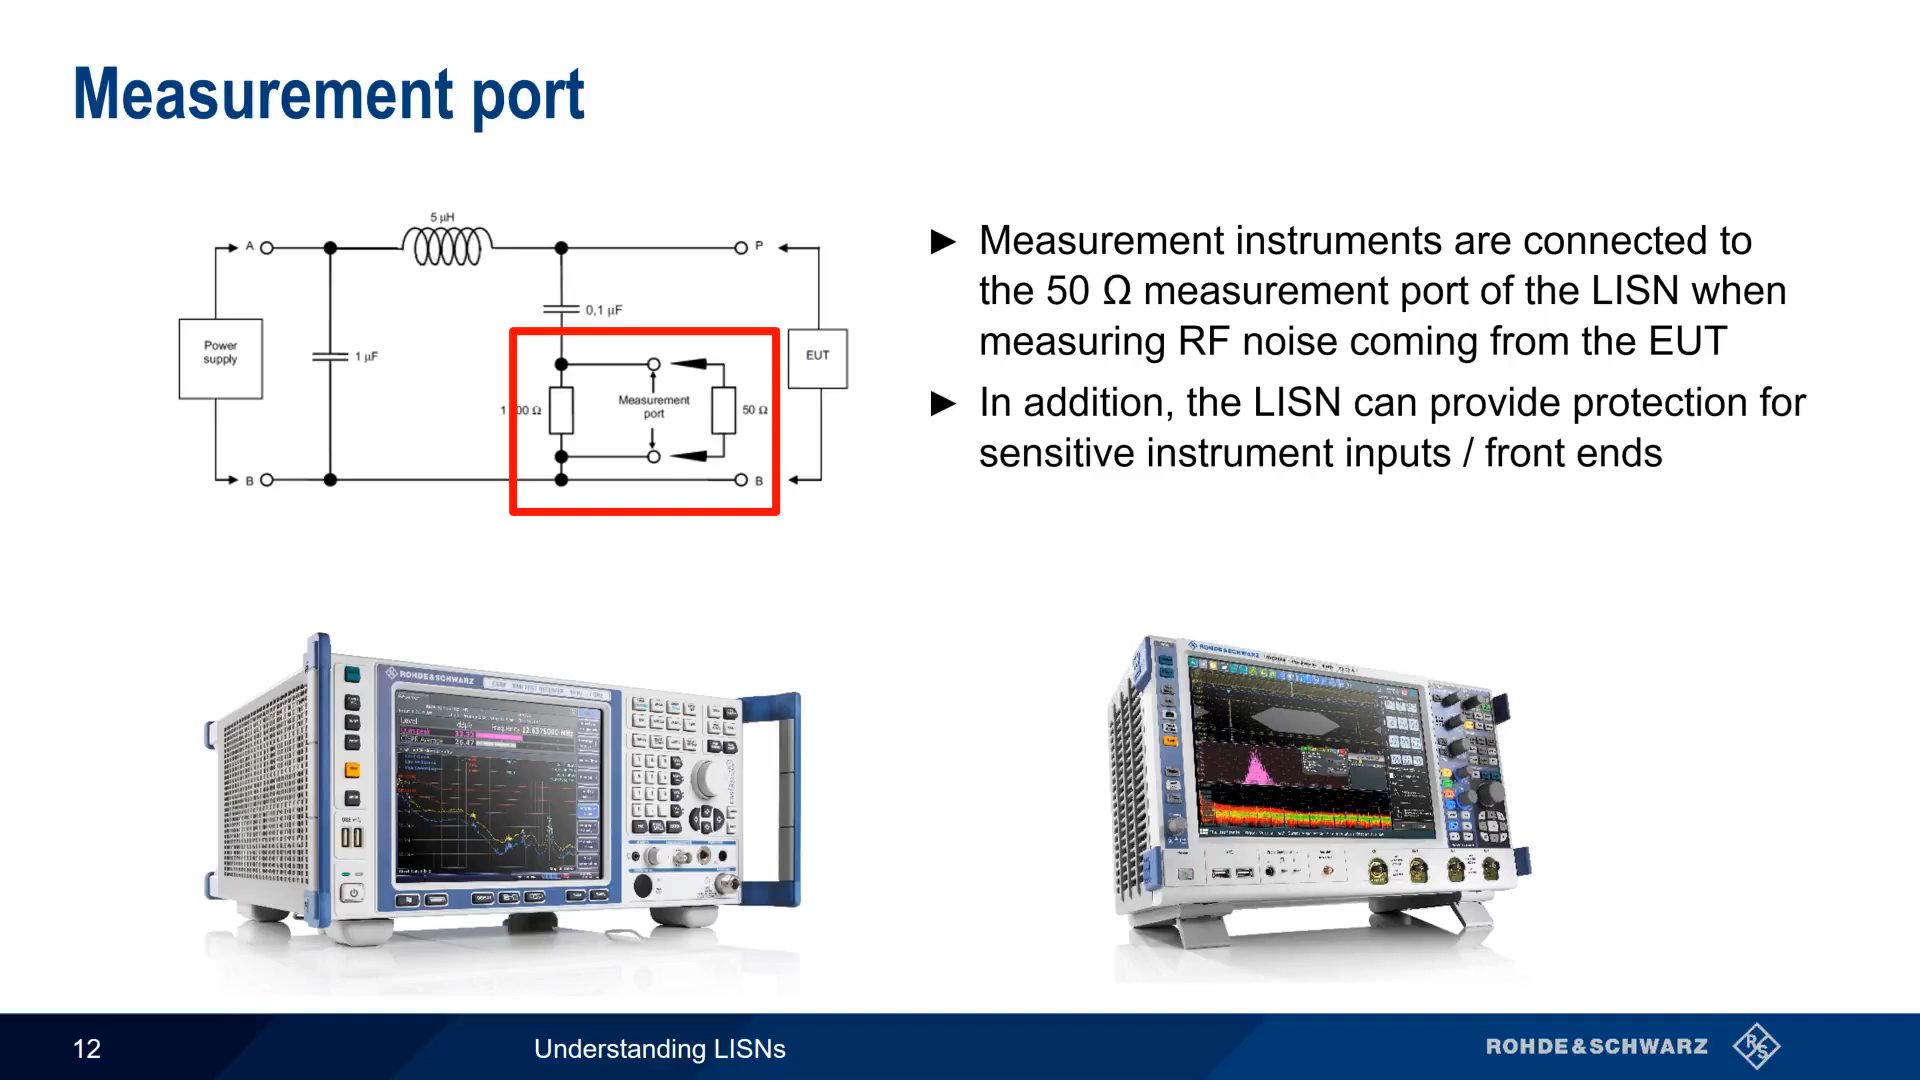 Measurement port
5 µH
A
P
0,1 µF
Power
supply
1 µF
EUT
Measurement
port
50 Ω
B
B
► Measurement instruments are connected to
the 50 Ω measurement port of the LISN when
measuring RF noise coming from the EUT
► In addition, the LISN can provide protection for
sensitive instrument inputs / front ends
ROHDE&SCHWARZ
ROHDE&SCHWARZ
12
Understanding LISNs
ROHDE&SCHWARZ